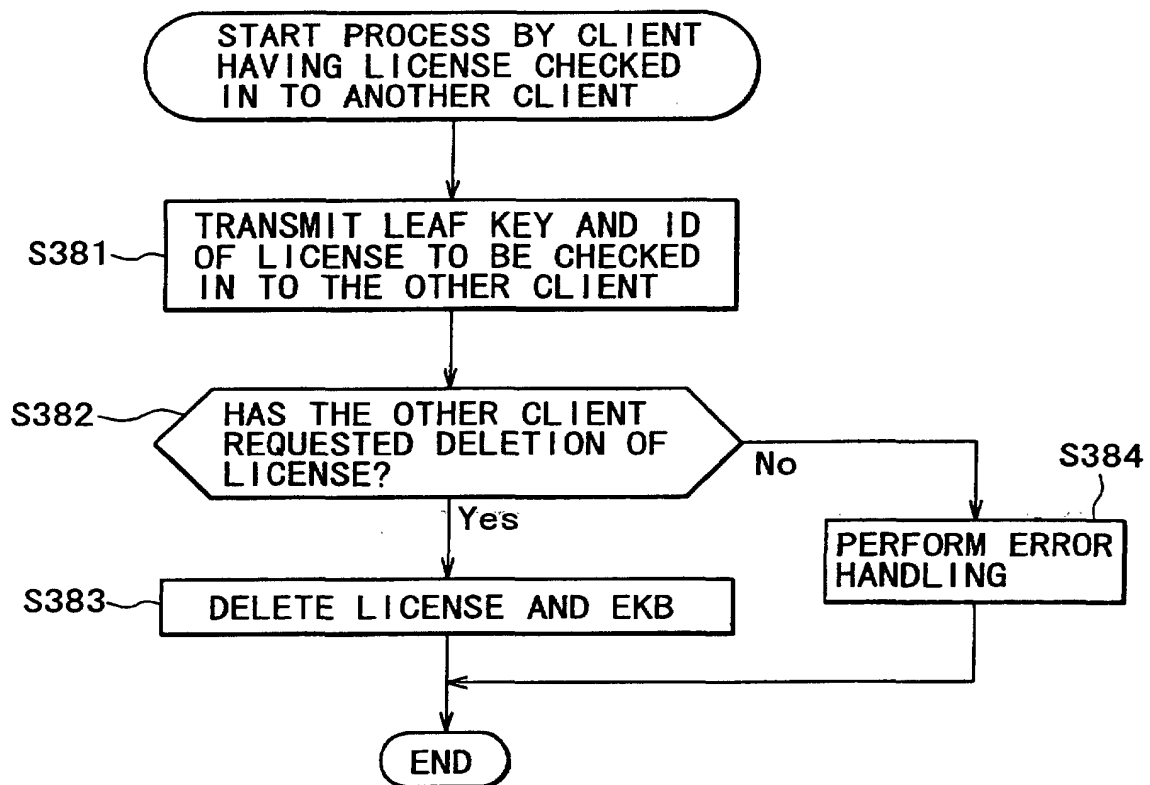 START PROCESS BY CLIENT
HAVING LICENSE CHECKED
IN TO ANOTHER CLIENT
S381
TRANSMIT LEAF KEY AND ID
OF LICENSE TO BE CHECKED
IN TO THE OTHER CLIENT
S382
HAS THE OTHER CLIENT
REQUESTED DELETION OF
LICENSE?
No
S384
Yes
PERFORM ERROR
HANDLING
S383
DELETE LICENSE AND EKB
END